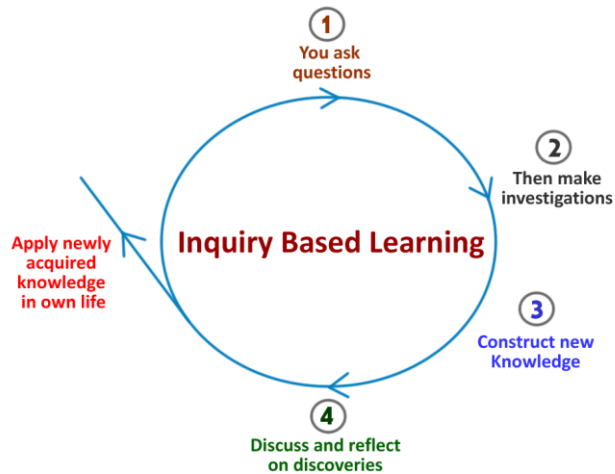 1
You ask
questions
2
Then make
investigations
Inquiry Based Learning
3
Construct new
Knowledge
4
Discuss and reflect
on discoveries
Apply newly
acquired
knowledge
in own life